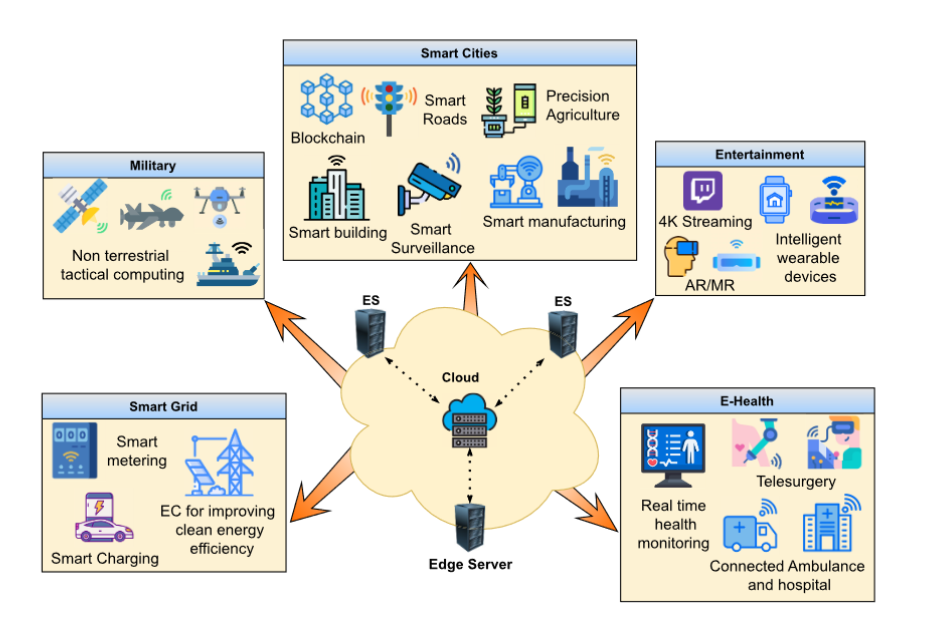 Smart Cities
Blockchain
Smart
Roads
Precision
Agriculture
Smart building
Smart
Surveillance
Smart manufacturing
Military
Non terrestrial
tactical computing
Entertainment
4K Streaming
AR/MR
Intelligent
wearable
devices
ES
ES
Cloud
Edge Server
Smart Grid
Smart
metering
EC for improving
clean energy
efficiency
Smart Charging
E-Health
Real time
health
monitoring
Telesurgery
Connected Ambulance
and hospital